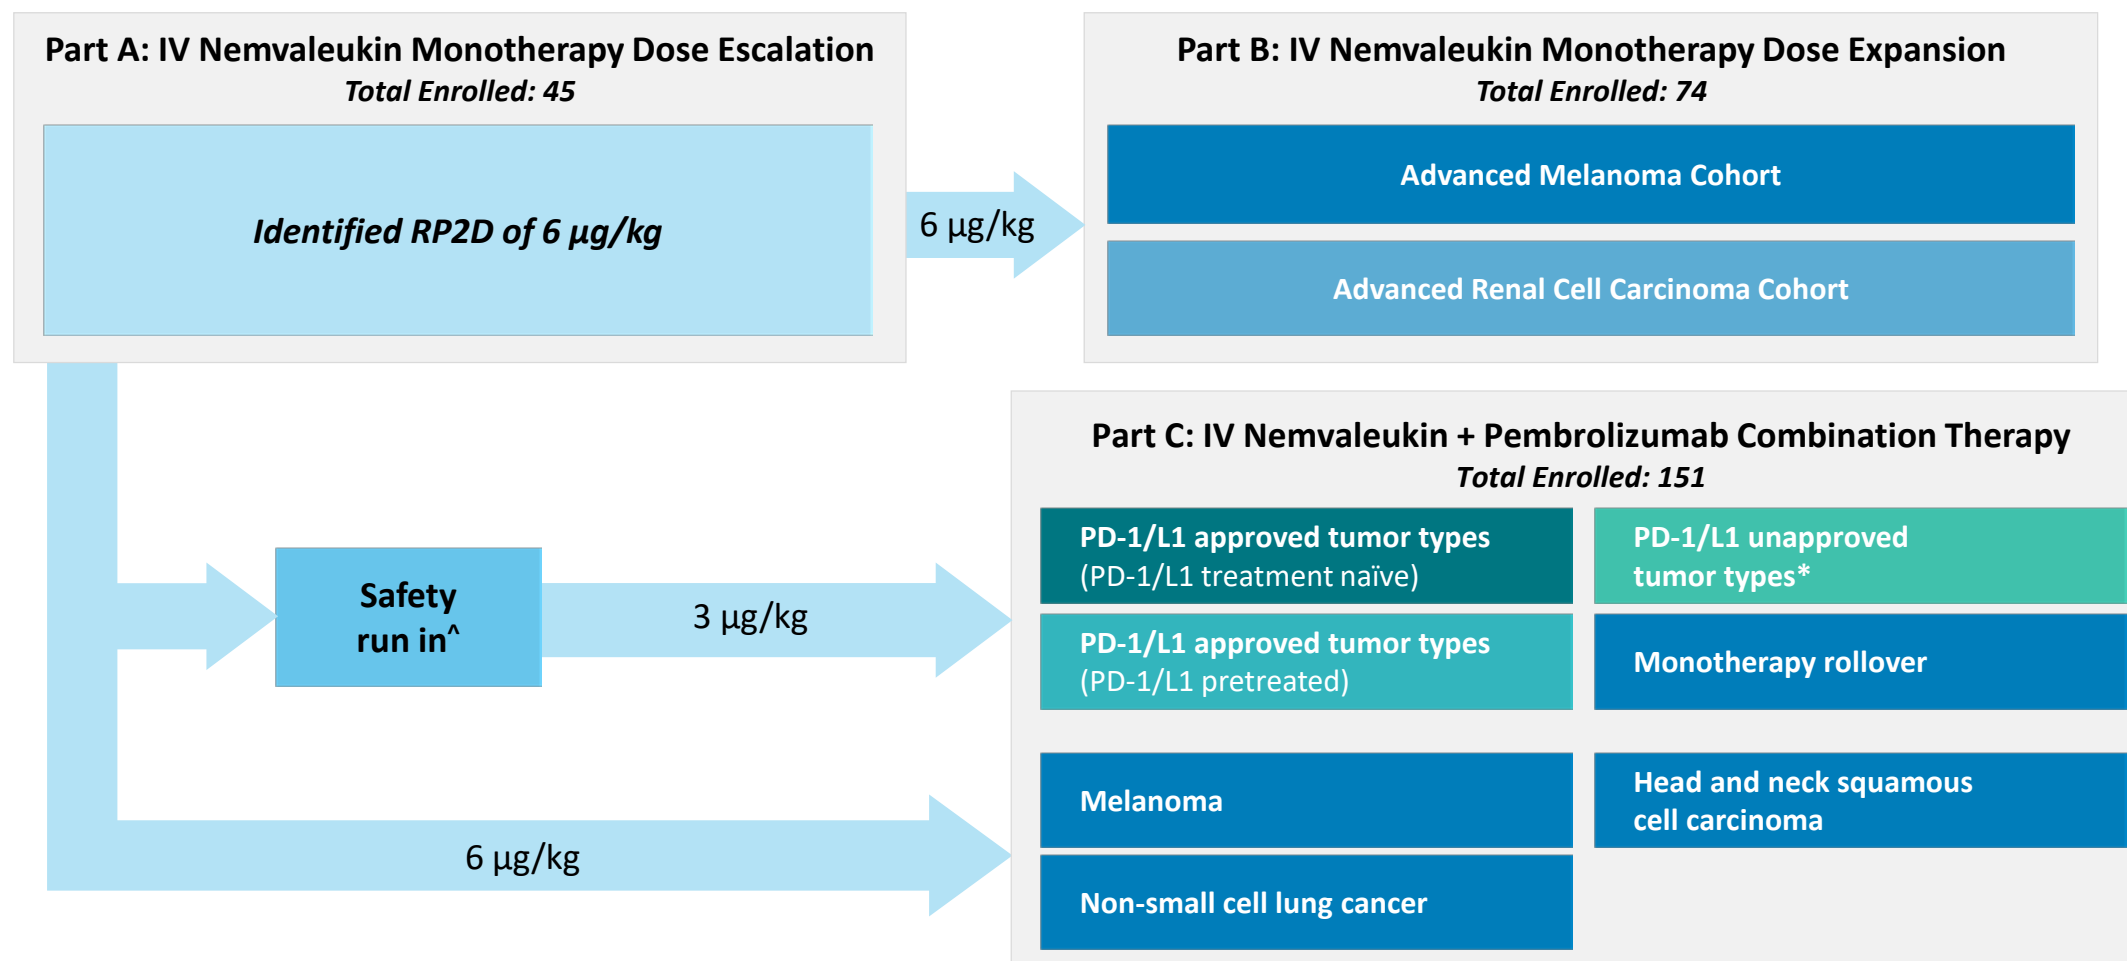 Part A: IV Nemvaleukin Monotherapy Dose Escalation
Total Enrolled: 45
Identified RP2D of 6 µg/kg
6 µg/kg
Part B: IV Nemvaleukin Monotherapy Dose Expansion
Total Enrolled: 74
Advanced Melanoma Cohort
Advanced Renal Cell Carcinoma Cohort
Safety
run in^
3 µg/kg
6 µg/kg
Part C: IV Nemvaleukin + Pembrolizumab Combination Therapy
Total Enrolled: 151
PD-1/L1 approved tumor types
(PD-1/L1 treatment naïve)
PD-1/L1 unapproved
tumor types*
PD-1/L1 approved tumor types
(PD-1/L1 pretreated)
Monotherapy rollover
Melanoma
Head and neck squamous
cell carcinoma
Non-small cell lung cancer